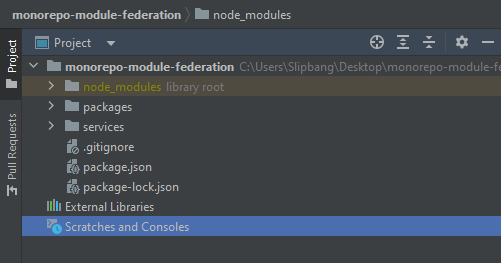 monorepo-module-federation node_modules
Project
Project
monorepo-module-federation C:\Users\Slipbang\Desktop\monorepo-module-fe
node_modules library root
packages
services
.gitignore
package.json
package-lock.json
External Libraries
Scratches and Consoles
Pull Requests